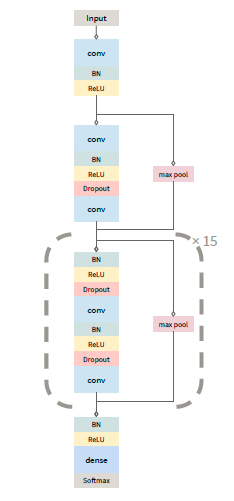 Input
conv
BN
ReLU
conv
BN
ReLU
max pool
Dropout
conv
× 15
BN
ReLU
Dropout
conv
max pool
BN
ReLU
Dropout
conv
BN
ReLU
dense
Softmax